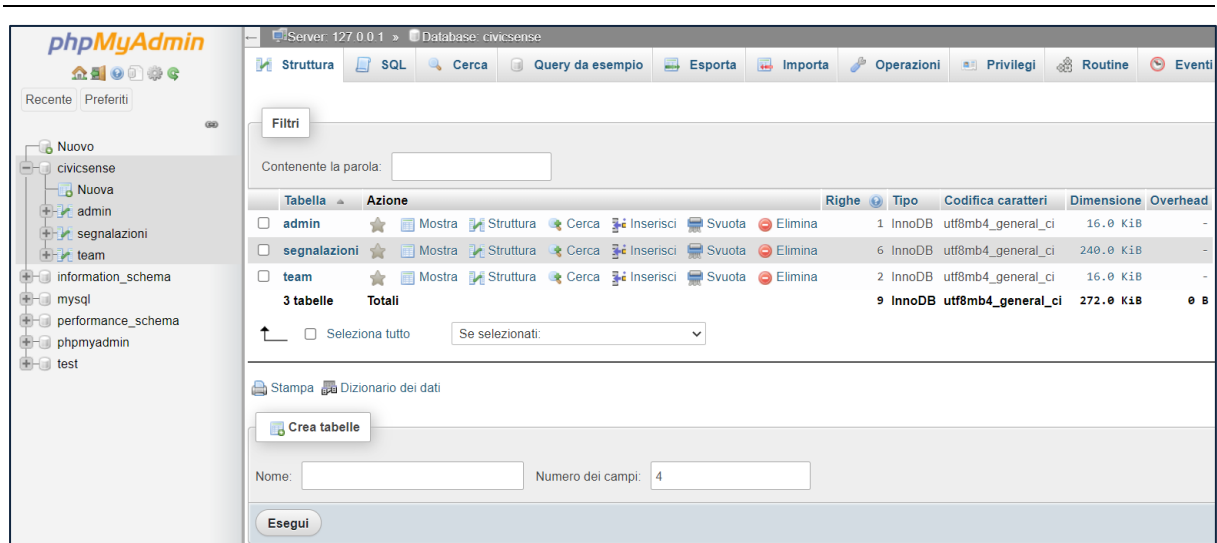 phpMyAdmin
Recente Preferiti
Nuovo
civicsense
Nuova
admin
segnalazioni
team
information_schema
mysql
performance_schema
phpmyadmin
test
Server: 127.0.0.1 » Database: civicsense
Struttura SQL Cerca Query da esempio Esporta Importa Operazioni Privilegi Routine Eventi
Filtri
Contenente la parola:
Tabella Azione Righe Tipo Codifica caratteri Dimensione Overhead
admin Mostra Struttura Cerca Inserisci Svuota Elimina 1 InnoDB utf8mb4_general_ci 16.0 KiB -
segnalazioni Mostra Struttura Cerca Inserisci Svuota Elimina 6 InnoDB utf8mb4_general_ci 240.0 KiB -
team Mostra Struttura Cerca Inserisci Svuota Elimina 2 InnoDB utf8mb4_general_ci 16.0 KiB -
3 tabelle Totali 9 InnoDB utf8mb4_general_ci 272.0 KiB 0 B
Seleziona tutto Se selezionati:
Stampa Dizionario dei dati
Crea tabelle
Nome: Numero dei campi: 4
Esegui